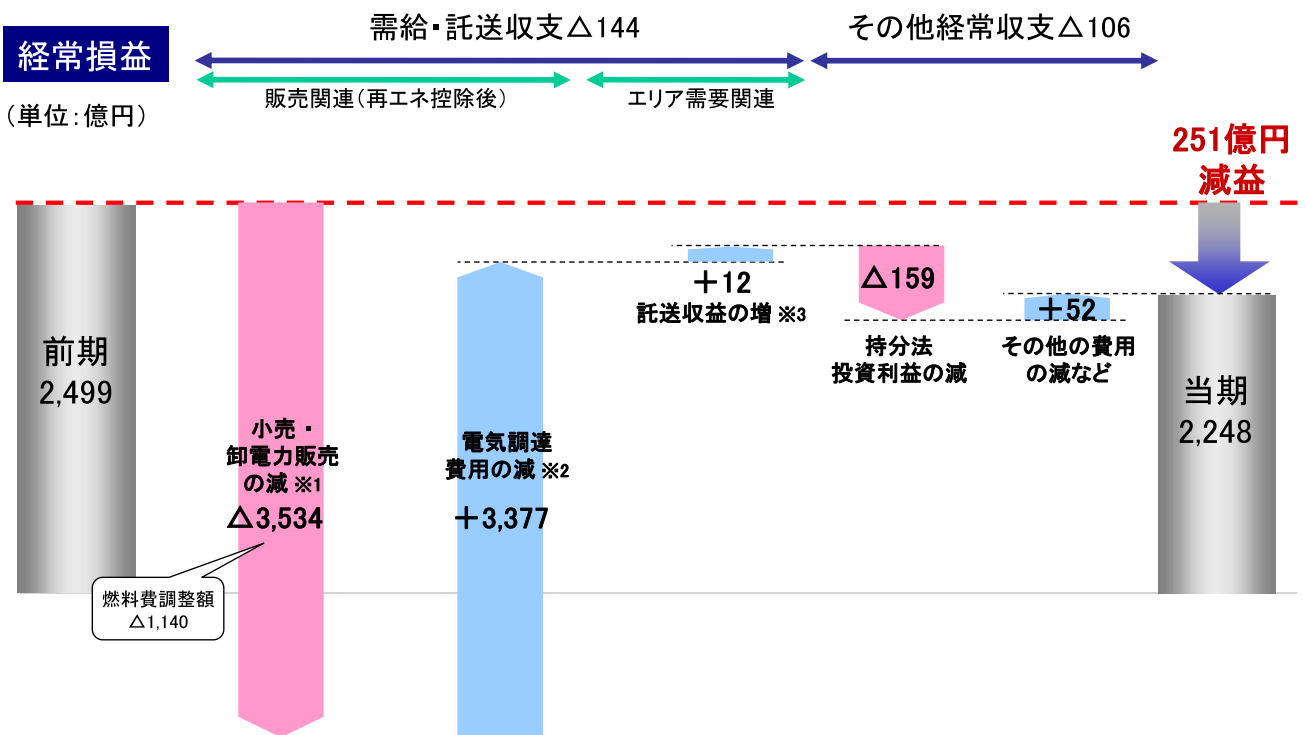 需給・託送収支△144
その他経常収支△106
経常損益
販売関連（再エネ控除後）
エリア需要関連
（単位：億円）
251億円
減益
前期
2,499
小売・
卸電力販売
の減 ※1
△3,534
燃料費調整額
△1,140
電気調達
費用の減 ※2
＋3,377
＋12
託送収益の増 ※3
△159
持分法
投資利益の減
＋52
その他の費用
の減など
当期
2,248